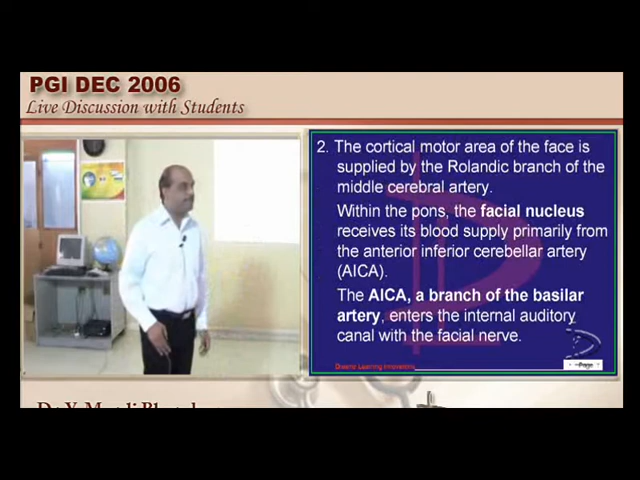 PGI DEC 2006
Live Discussion with Students
2. The cortical motor area of the face is
supplied by the Rolandic branch of the
middle cerebral artery.
Within the pons, the facial nucleus
receives its blood supply primarily from
the anterior inferior cerebellar artery
(AICA).
The AICA, a branch of the basilar
artery, enters the internal auditory
canal with the facial nerve.
Learning Innovations
Page